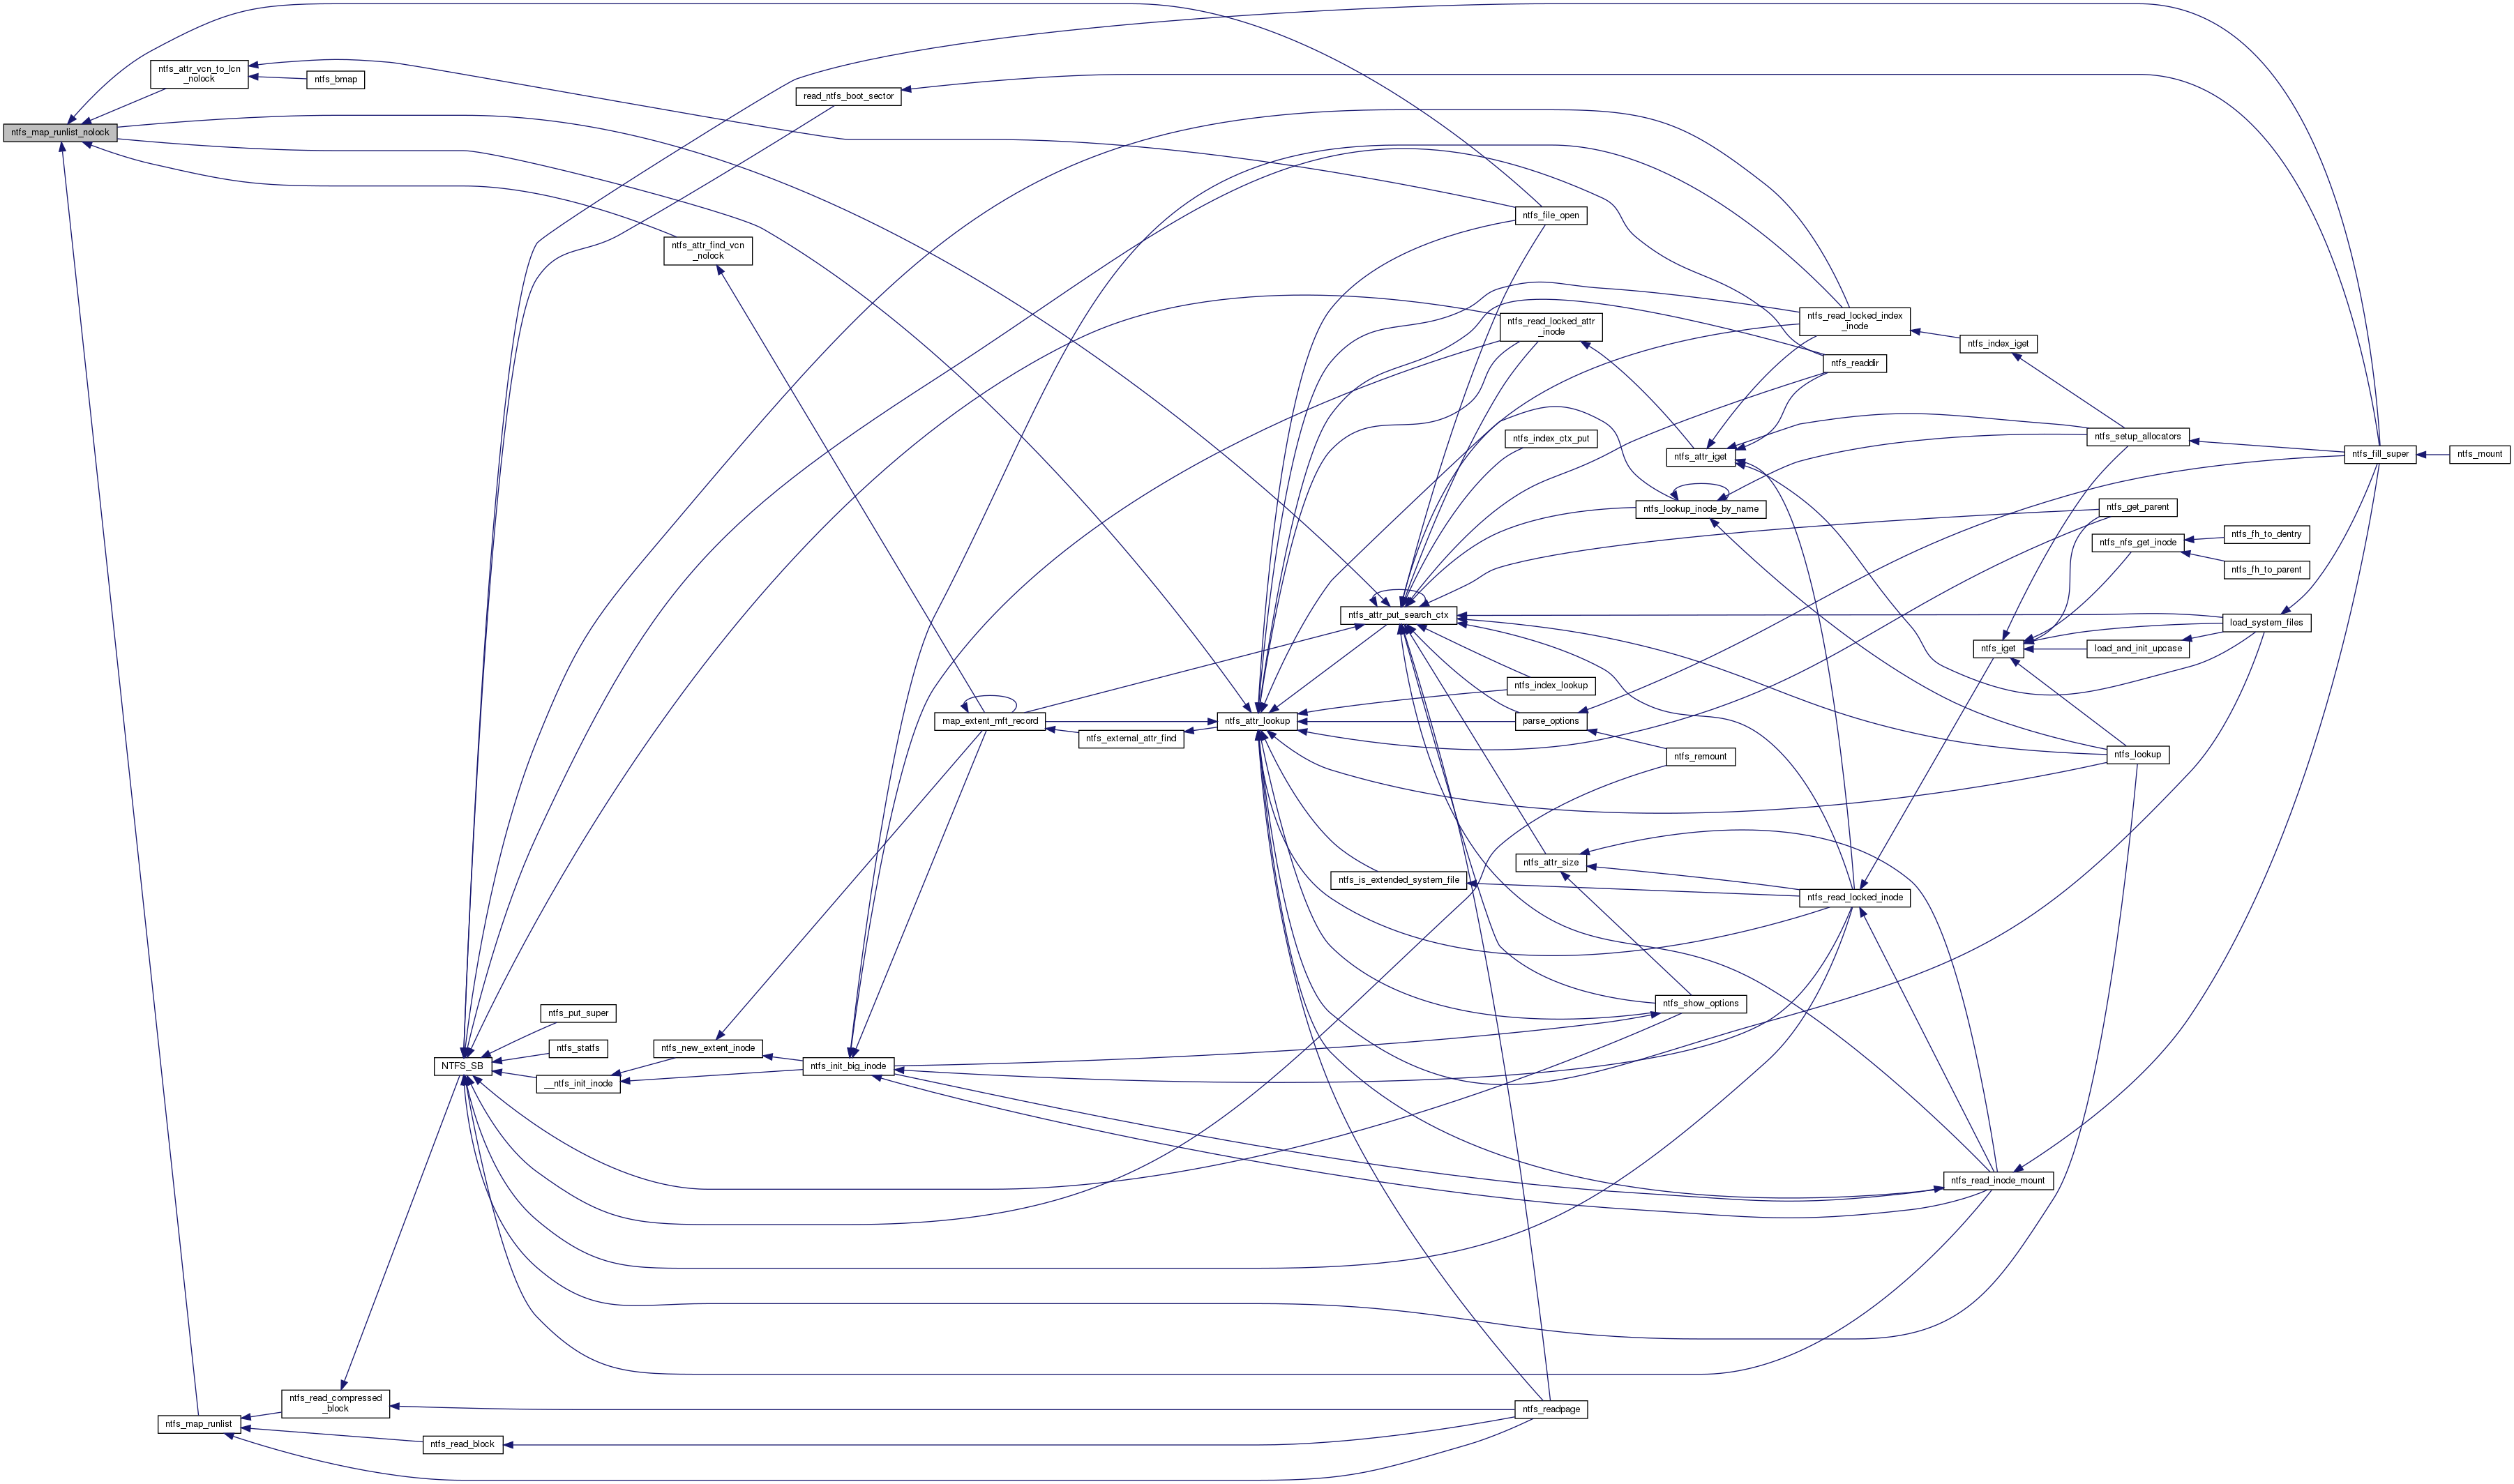 ntfs_attr_vcn_to_lcn
_nolock
ntfs_bmap
read_ntfs_boot_sector
ntfs_map_runlist_nolock
ntfs_file_open
ntfs_attr_find_vcn
_nolock
ntfs_read_locked_index
_inode
ntfs_read_locked_attr
_inode
ntfs_index_iget
ntfs_readdir
ntfs_index_ctx_put
ntfs_setup_allocators
ntfs_attr_iget
ntfs_fill_super
ntfs_mount
ntfs_lookup_inode_by_name
ntfs_get_parent
ntfs_fh_to_dentry
ntfs_nfs_get_inode
ntfs_fh_to_parent
ntfs_attr_put_search_ctx
load_system_files
ntfs_iget
load_and_init_upcase
ntfs_index_lookup
map_extent_mft_record
ntfs_attr_lookup
parse_options
ntfs_external_attr_find
ntfs_remount
ntfs_lookup
ntfs_attr_size
ntfs_is_extended_system_file
ntfs_read_locked_inode
ntfs_show_options
ntfs_put_super
ntfs_statfs
ntfs_new_extent_inode
NTFS_SB
ntfs_init_big_inode
__ntfs_init_inode
ntfs_read_inode_mount
ntfs_read_compressed
_block
ntfs_readpage
ntfs_map_runlist
ntfs_read_block